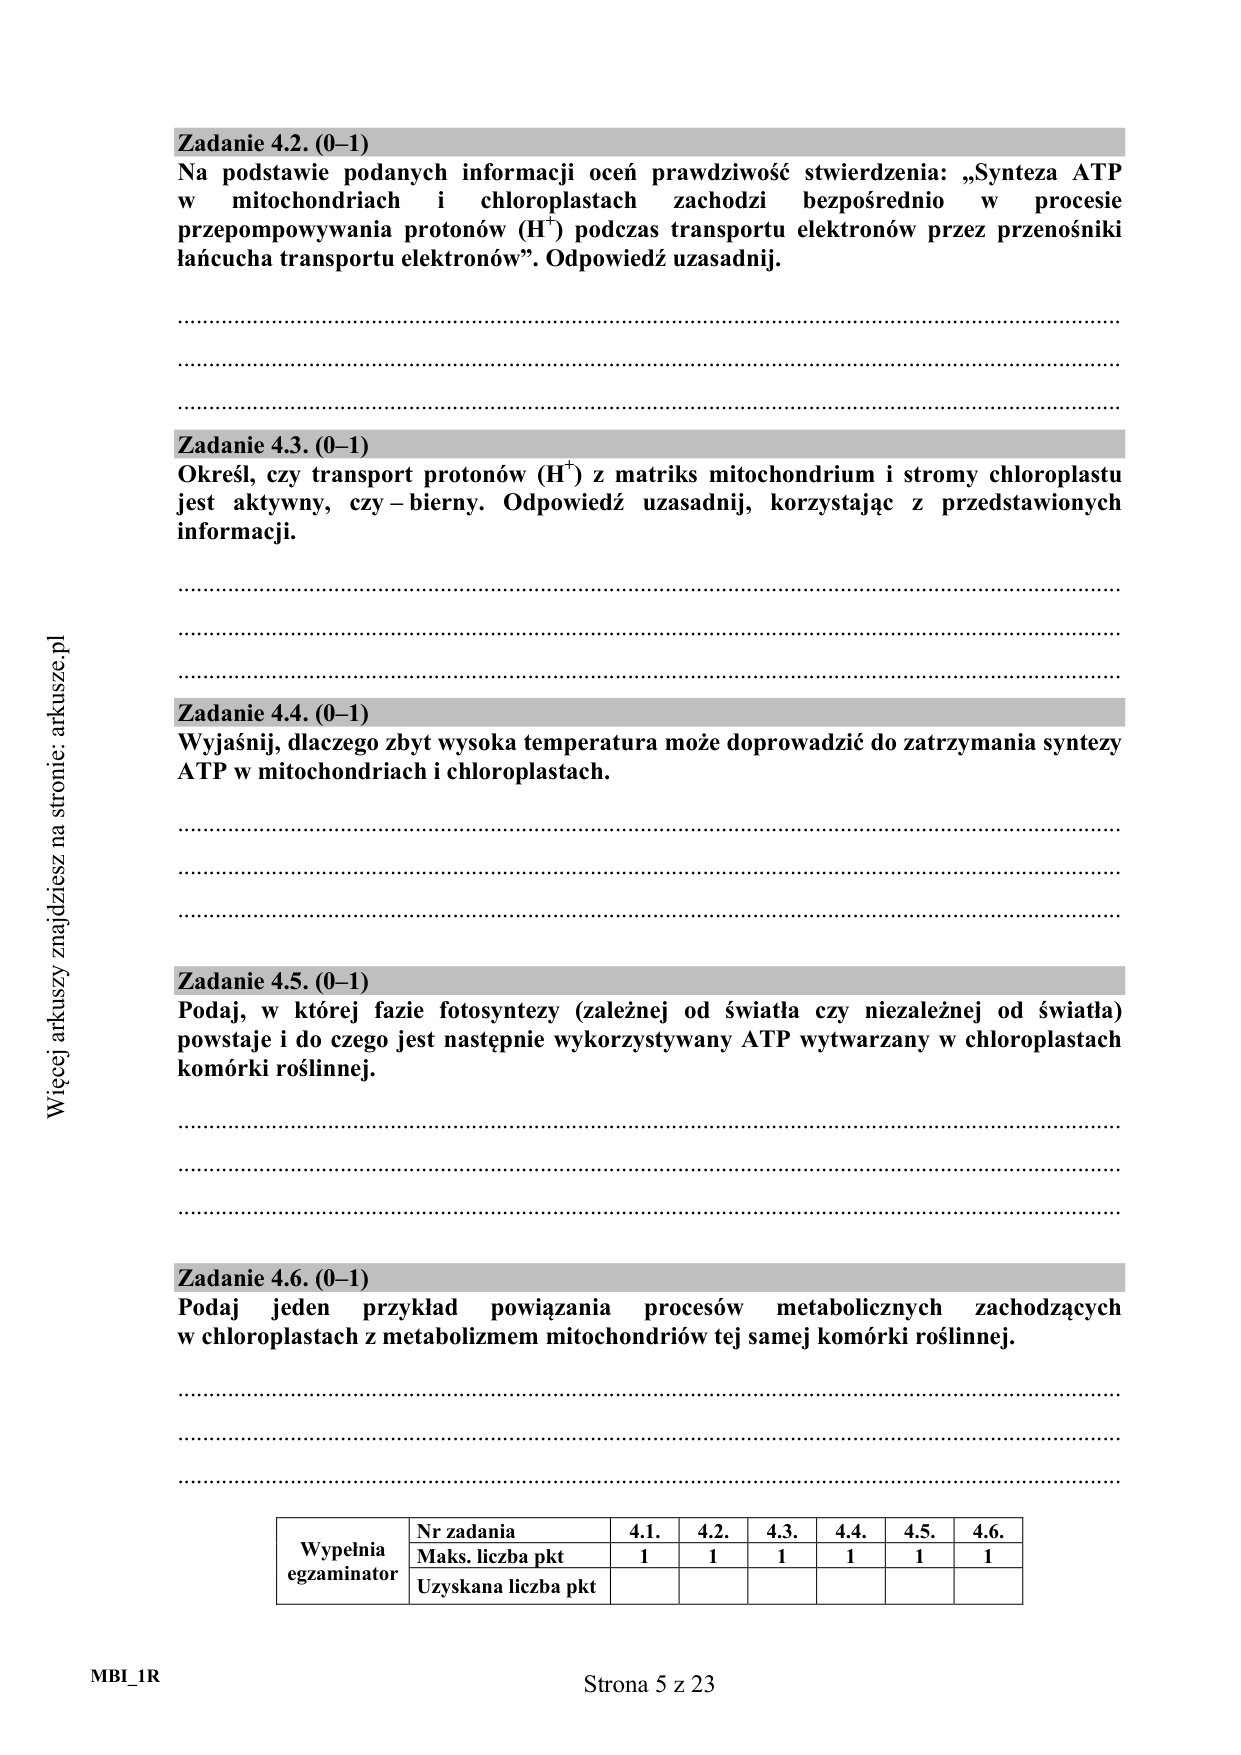 Zadanie 4.2. (0–1)
Na podstawie podanych informacji oceń prawdziwość stwierdzenia: „Synteza ATP
w mitochondriach i chloroplastach zachodzi bezpośrednio w procesie
przepompowywania protonów (H⁺) podczas transportu elektronów przez przenośniki
łańcucha transportu elektronów”. Odpowiedź uzasadnij.
Zadanie 4.3. (0–1)
Określ, czy transport protonów (H⁺) z matriks mitochondrium i stromy chloroplastu
jest aktywny, czy – bierny. Odpowiedź uzasadnij, korzystając z przedstawionych
informacji.
Zadanie 4.4. (0–1)
Wyjaśnij, dlaczego zbyt wysoka temperatura może doprowadzić do zatrzymania syntezy
ATP w mitochondriach i chloroplastach.
Zadanie 4.5. (0–1)
Podaj, w której fazie fotosyntezy (zależnej od światła czy niezależnej od światła)
powstaje i do czego jest następnie wykorzystywany ATP wytwarzany w chloroplastach
komórki roślinnej.
Zadanie 4.6. (0–1)
Podaj jeden przykład powiązania procesów metabolicznych zachodzących
w chloroplastach z metabolizmem mitochondriów tej samej komórki roślinnej.
Wypełnia
egzaminator
Nr zadania 4.1. 4.2. 4.3. 4.4. 4.5. 4.6.
Maks. liczba pkt 1 1 1 1 1 1
Uzyskana liczba pkt
MBI_1R
Strona 5 z 23
Więcej arkuszy znajdziesz na stronie: arkusze.pl